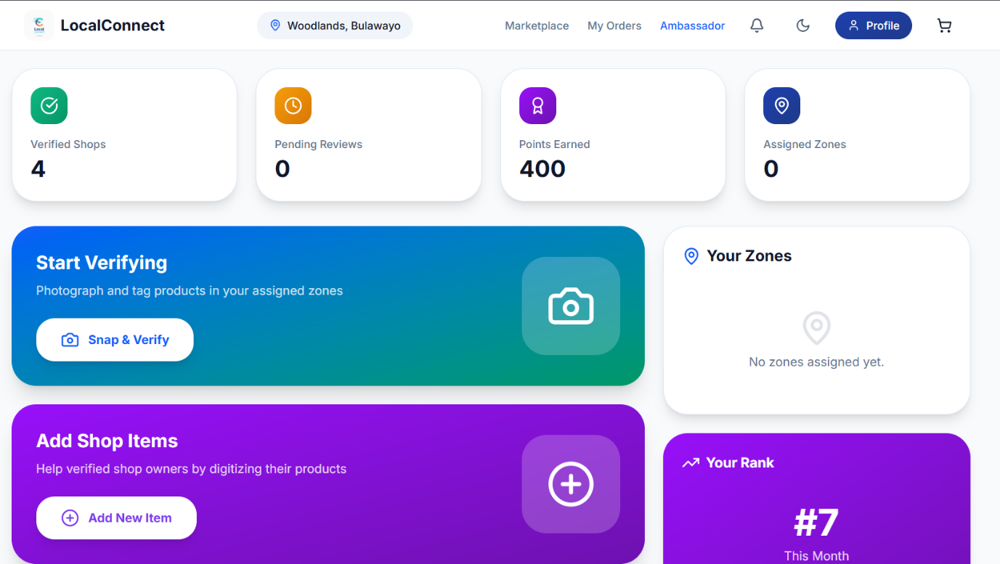 LocalConnect
Woodlands, Bulawayo
Marketplace
My Orders
Ambassador
Profile
Verified Shops
4
Pending Reviews
0
Points Earned
400
Assigned Zones
0
Start Verifying
Photograph and tag products in your assigned zones
Snap & Verify
Your Zones
No zones assigned yet.
Add Shop Items
Help verified shop owners by digitizing their products
Add New Item
Your Rank
#7
This Month